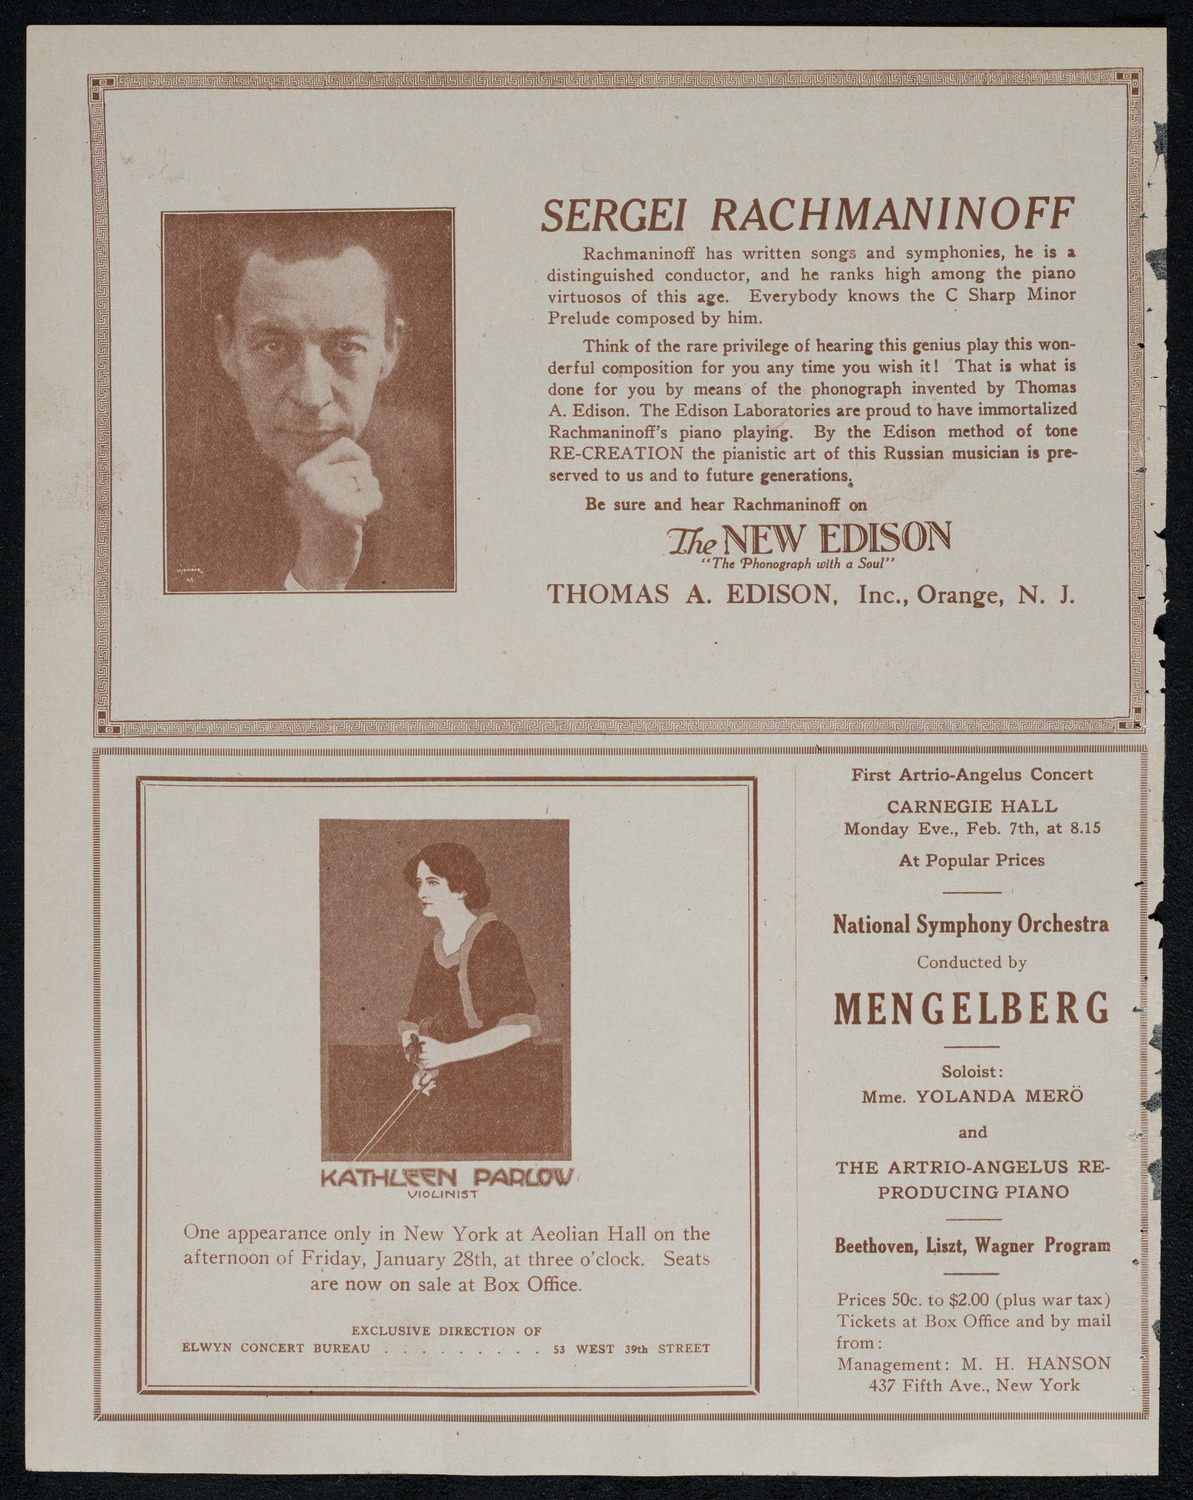 SERGEI RACHMANINOFF
Rachmaninoff has written songs and symphonies, he is a
distinguished conductor, and he ranks high among the piano
virtuosos of this age. Everybody knows the C Sharp Minor
Prelude composed by him.
Think of the rare privilege of hearing this genius play this won-
derful composition for you any time you wish it! That is what is
done for you by means of the phonograph invented by Thomas
A. Edison. The Edison Laboratories are proud to have immortalized
Rachmaninoff's piano playing. By the Edison method of tone
RE-CREATION the pianistic art of this Russian musician is pre-
served to us and to future generations.
Be sure and hear Rachmaninoff on
The NEW EDISON
"The Phonograph with a Soul"
THOMAS A. EDISON, Inc., Orange, N. J.
KATHLEEN PARLOW
VIOLINIST
One appearance only in New York at Aeolian Hall on the
afternoon of Friday, January 28th, at three o'clock. Seats
are now on sale at Box Office.
EXCLUSIVE DIRECTION OF
ELWYN CONCERT BUREAU . . . . . . . . . 53 WEST 39th STREET
First Artrio-Angelus Concert
CARNEGIE HALL
Monday Eve., Feb. 7th, at 8.15
At Popular Prices
National Symphony Orchestra
Conducted by
MENGELBERG
Soloist:
Mme. YOLANDA MERÖ
and
THE ARTRIO-ANGELUS RE-
PRODUCING PIANO
Beethoven, Liszt, Wagner Program
Prices 50c. to $2.00 (plus war tax)
Tickets at Box Office and by mail
from:
Management: M. H. HANSON
437 Fifth Ave., New York